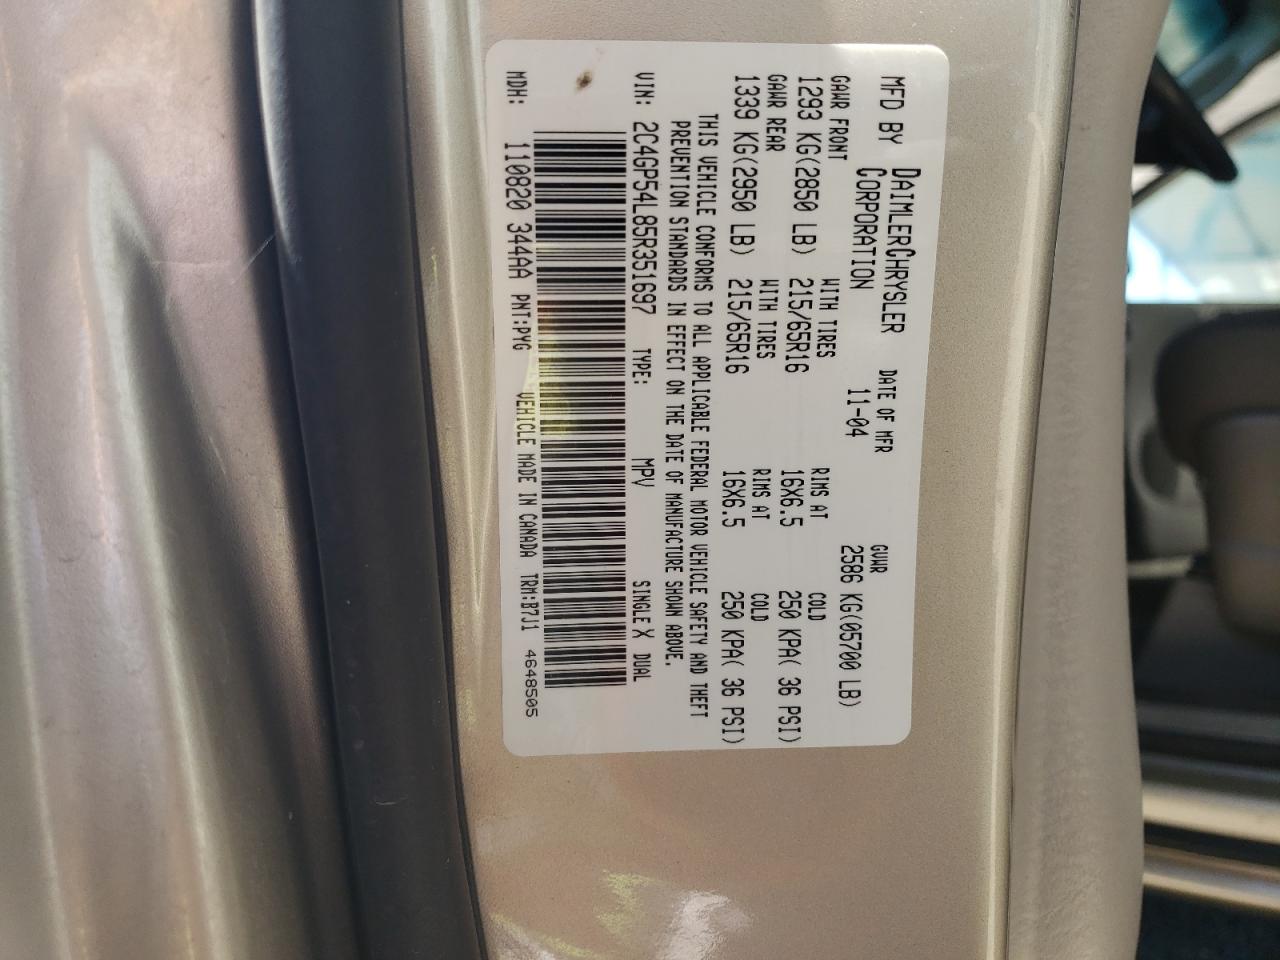 MFD BY DAIMLERCHRYSLER CORPORATION
DATE OF MFR 11-04
GVWR 2586 KG(05700 LB)
GAWR FRONT WITH TIRES RIMS AT COLD
1293 KG(2850 LB) 215/65R16 16X6.5 250 KPA( 36 PSI)
GAWR REAR WITH TIRES RIMS AT COLD
1339 KG(2950 LB) 215/65R16 16X6.5 250 KPA( 36 PSI)
THIS VEHICLE CONFORMS TO ALL APPLICABLE FEDERAL MOTOR VEHICLE SAFETY AND THEFT
PREVENTION STANDARDS IN EFFECT ON THE DATE OF MANUFACTURE SHOWN ABOVE.
VIN: 2C4GP54L85R351697 TYPE: MPV SINGLE X DUAL
MDH: 110820 344AA PNT:PYG VEHICLE MADE IN CANADA TRM:B7J1 4648505